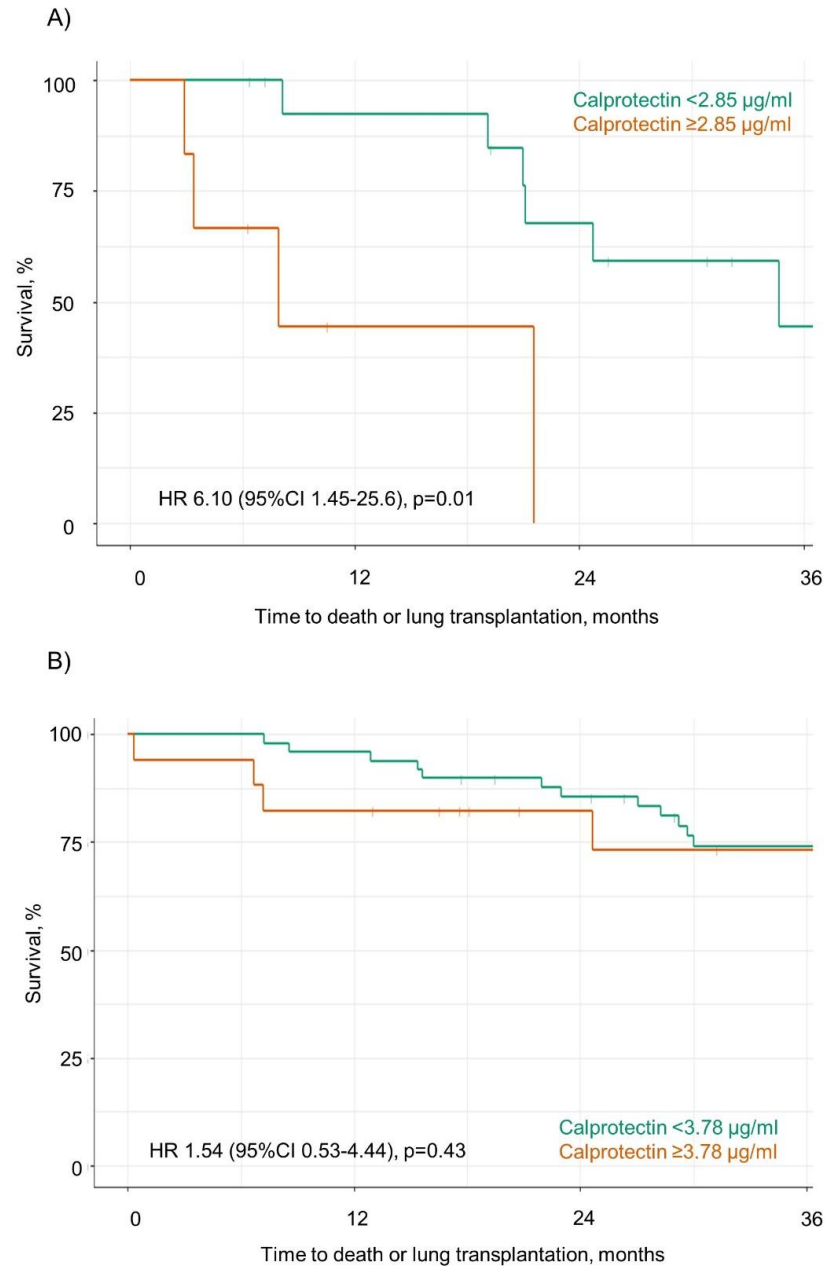 A)
100
75
50
25
0
Survival, %
Calprotectin <2.85 µg/ml
Calprotectin ≥2.85 µg/ml
HR 6.10 (95%CI 1.45-25.6), p=0.01
0 12 24 36
Time to death or lung transplantation, months
B)
100
75
50
25
0
Survival, %
Calprotectin <3.78 µg/ml
HR 1.54 (95%CI 0.53-4.44), p=0.43
Calprotectin ≥3.78 µg/ml
0 12 24 36
Time to death or lung transplantation, months